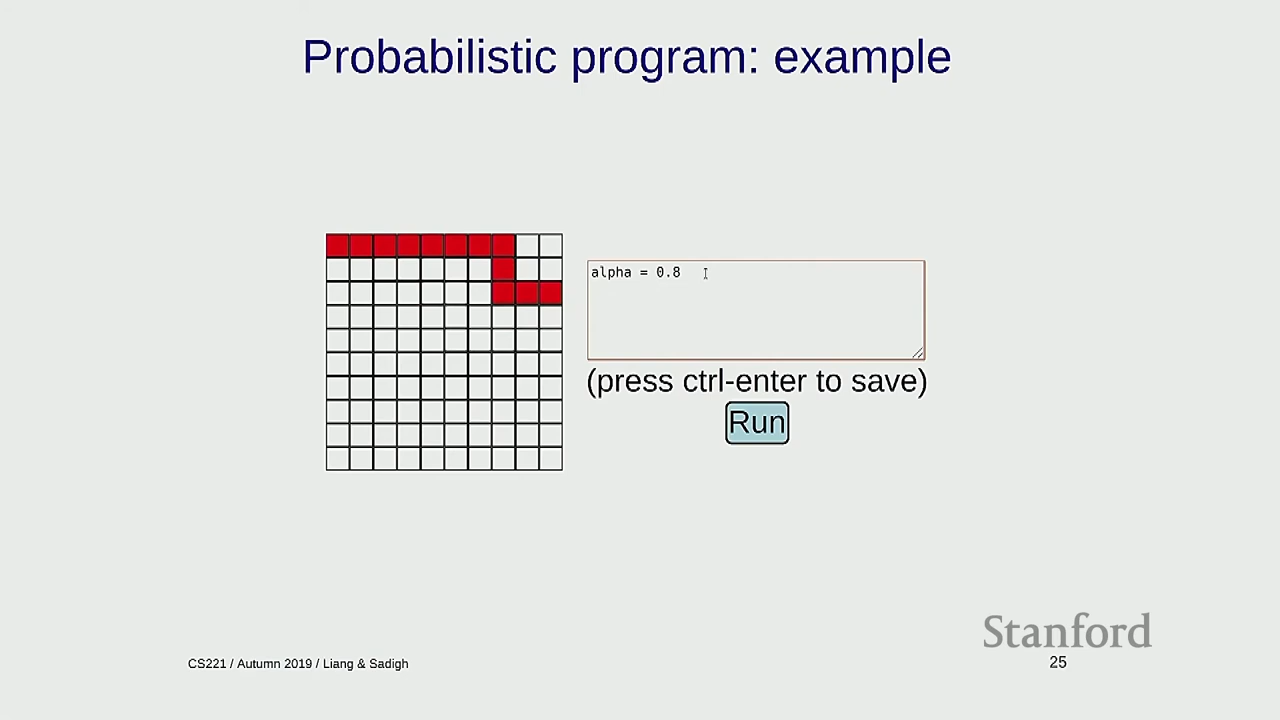 Probabilistic program: example
alpha = 0.8
(press ctrl-enter to save)
Run
Stanford
CS221 / Autumn 2019 / Liang & Sadigh
25